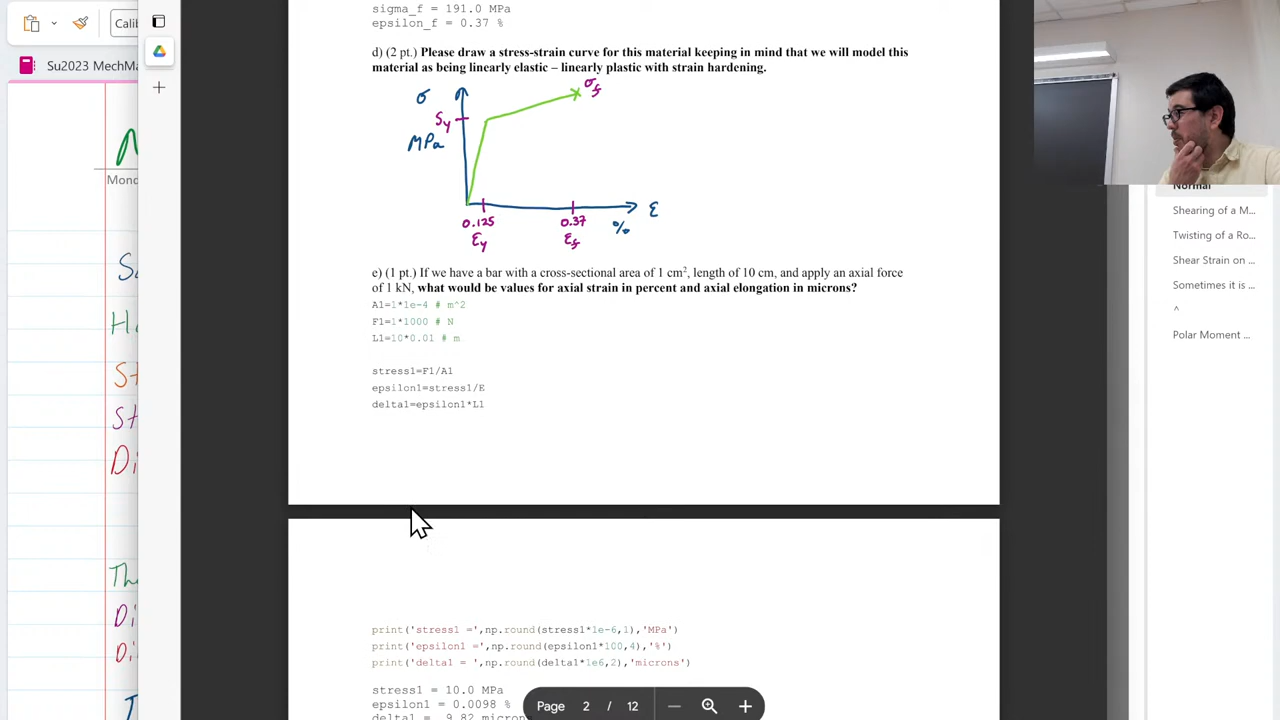 Calib
Su2023 MechM
Mond
sigma_f = 191.0 MPa
epsilon_f = 0.37 %
d) (2 pt.) Please draw a stress-strain curve for this material keeping in mind that we will model this
material as being linearly elastic – linearly plastic with strain hardening.
σ
Sy
MPa
σf
0.125
εy
0.37
εf
%
ε
e) (1 pt.) If we have a bar with a cross-sectional area of 1 cm², length of 10 cm, and apply an axial force
of 1 kN, what would be values for axial strain in percent and axial elongation in microns?
A1=1*1e-4 # m^2
F1=1*1000 # N
L1=10*0.01 # m
stress1=F1/A1
epsilon1=stress1/E
delta1=epsilon1*L1
print('stress1 =',np.round(stress1*1e-6,1),'MPa')
print('epsilon1 =',np.round(epsilon1*100,4),'%')
print('delta1 = ',np.round(delta1*1e6,2),'microns')
stress1 = 10.0 MPa
epsilon1 = 0.0098 %
delta1 = 9.82 micron
Page 2 / 12
Normal
Shearing of a M...
Twisting of a Ro...
Shear Strain on ...
Sometimes it is ...
^
Polar Moment ...